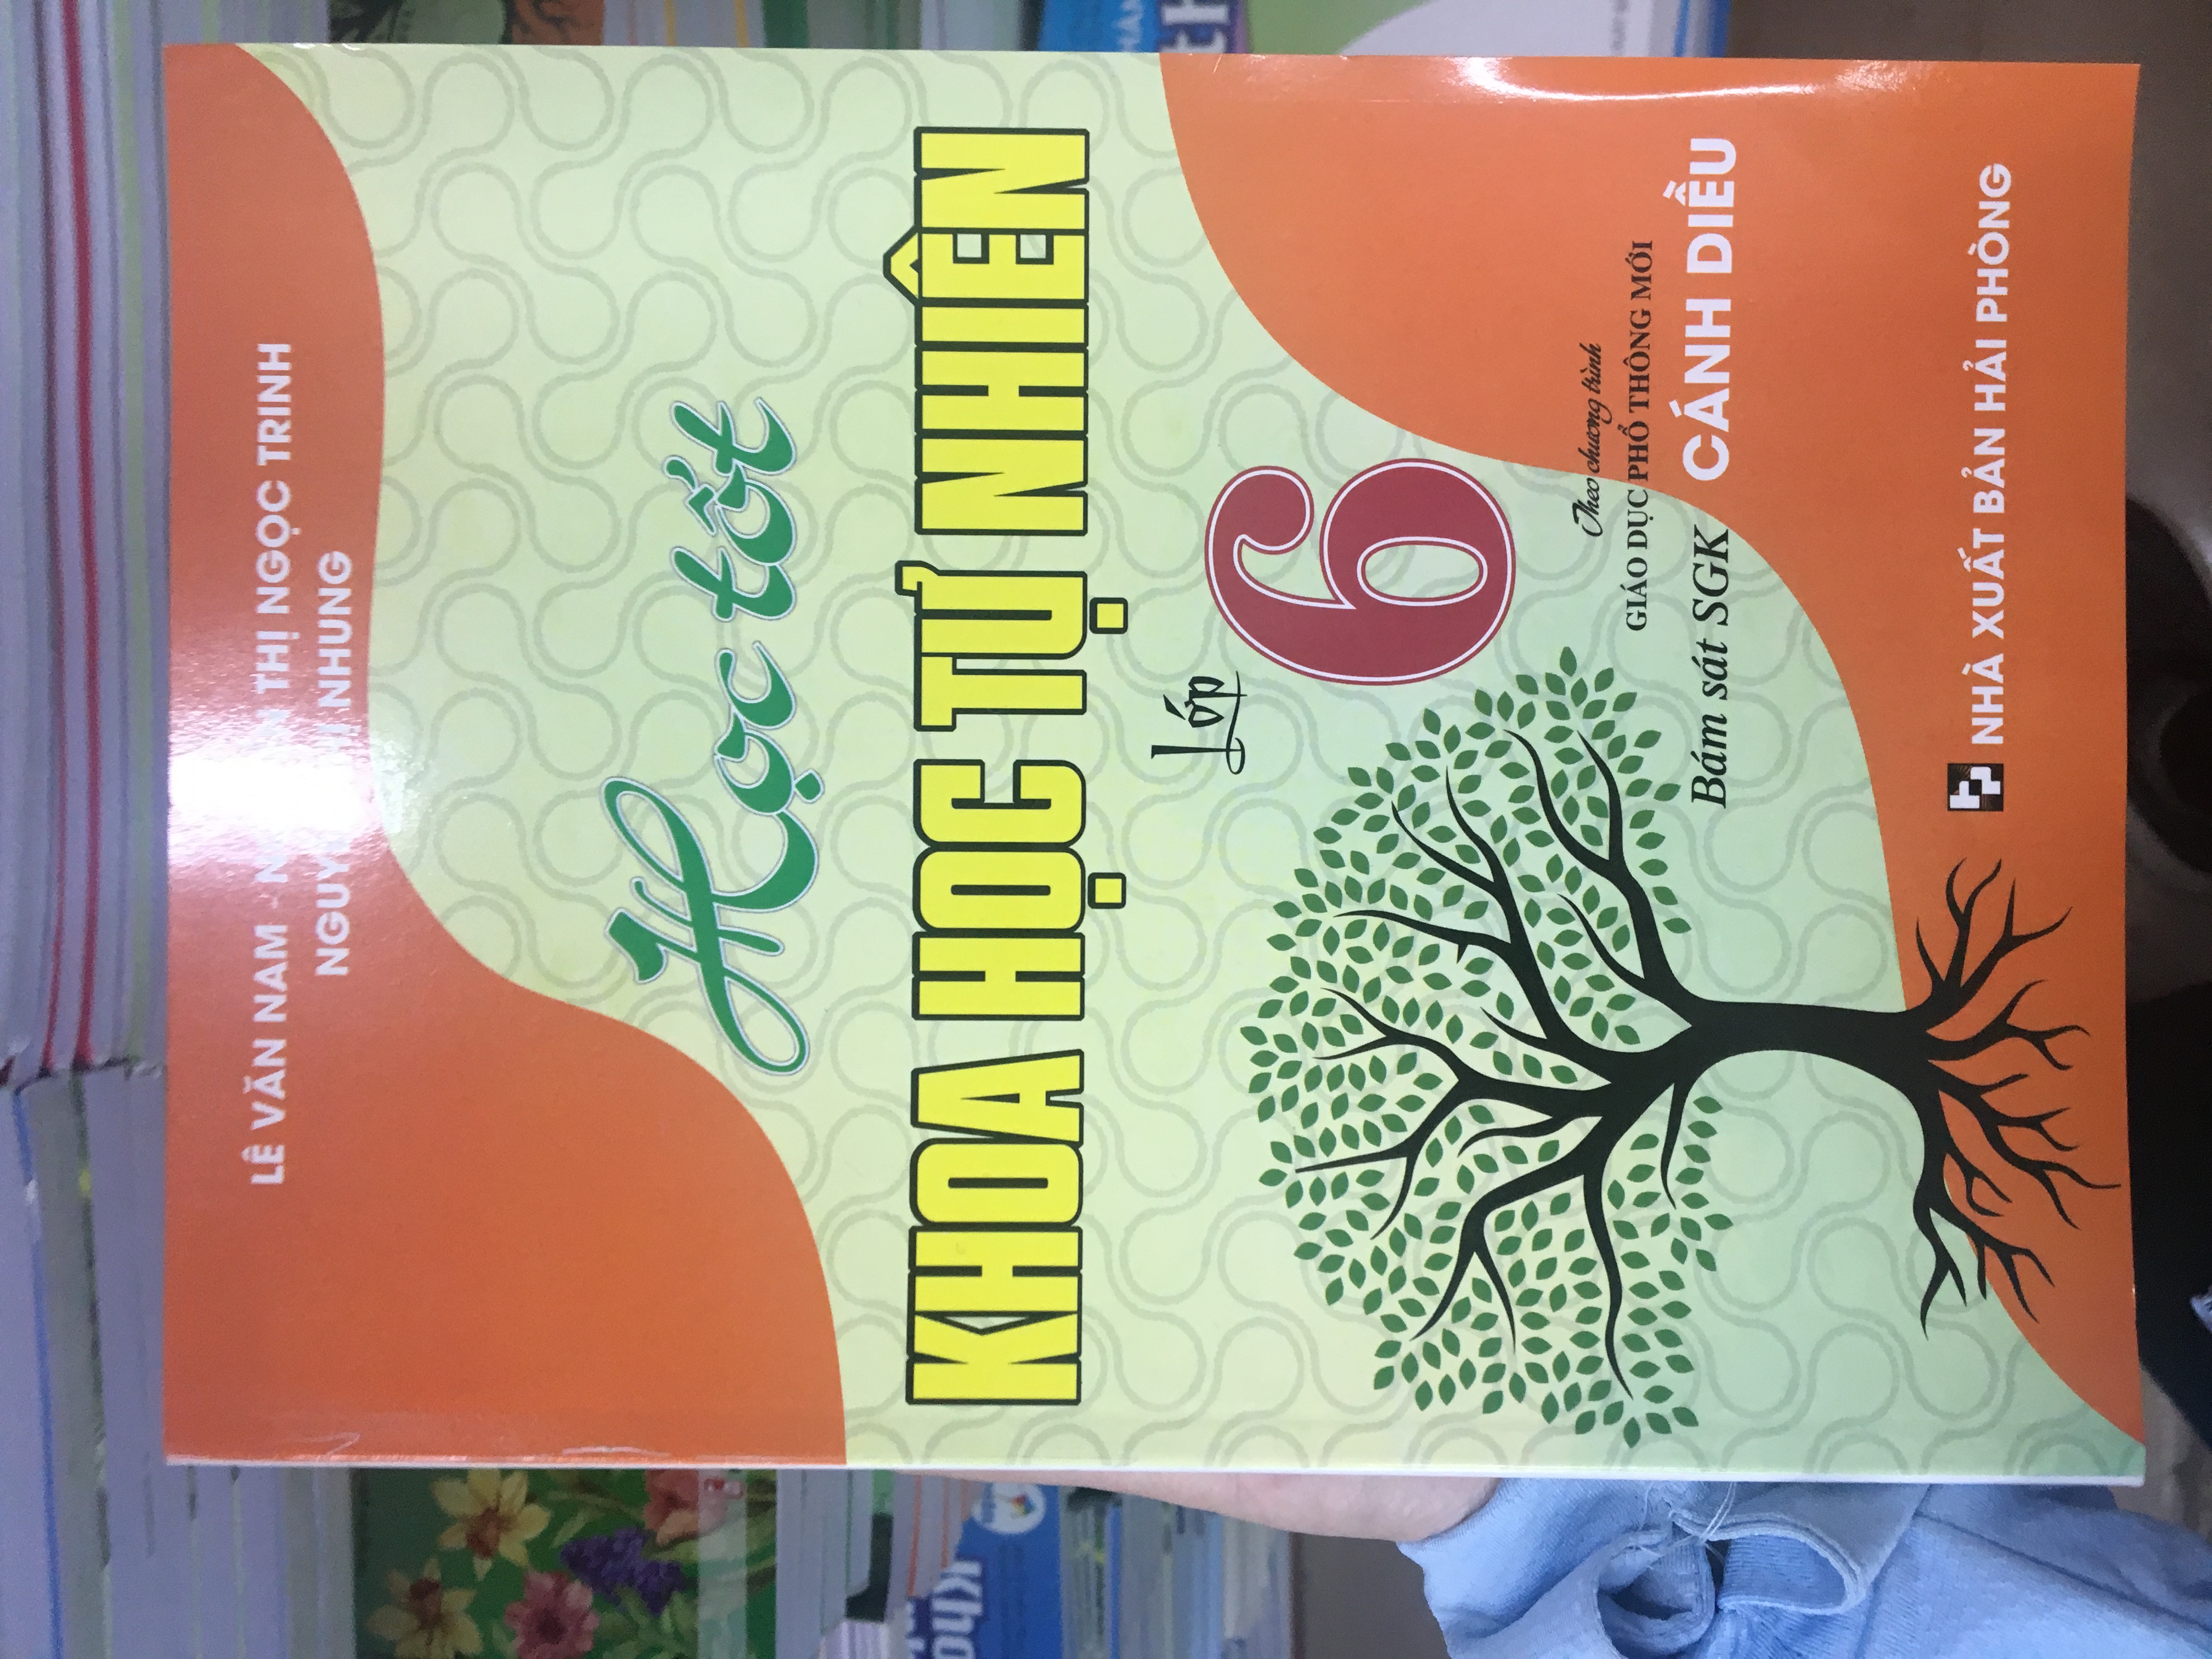 LÊ VĂN NAM - THỊ NGỌC TRINH
NHUNG
Học tốt
KHOA HỌC TỰ NHIÊN
Lớp
6
Theo chương trình
GIÁO DỤC PHỔ THÔNG MỚI
Bám sát SGK CÁNH DIỀU
NHÀ XUẤT BẢN HẢI PHÒNG